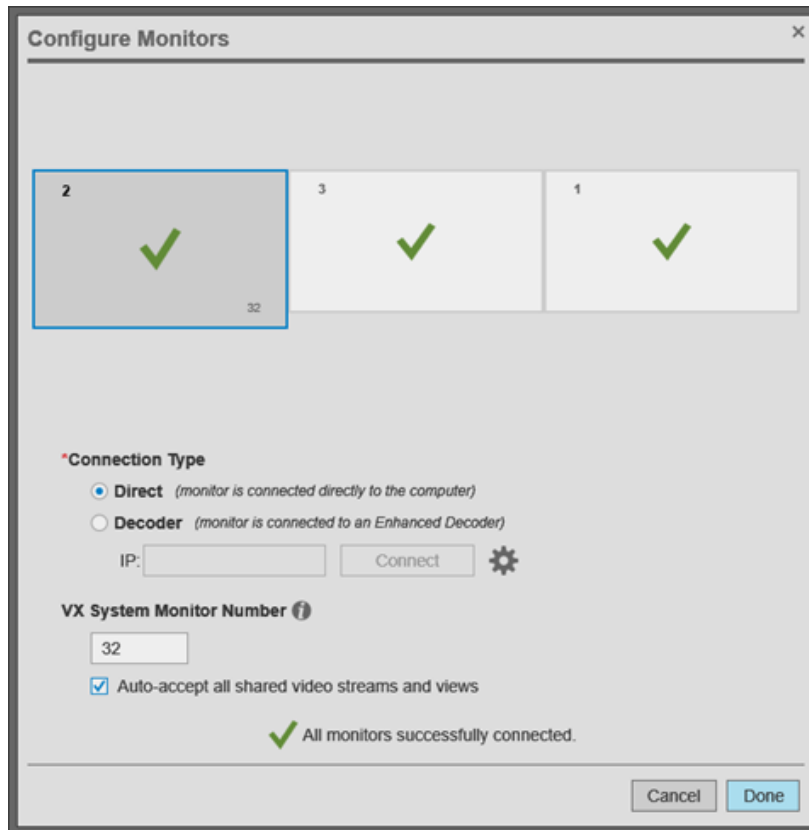 Configure Monitors
2
3
1
32
*Connection Type
Direct (monitor is connected directly to the computer)
Decoder (monitor is connected to an Enhanced Decoder)
IP: Connect
VX System Monitor Number
32
Auto-accept all shared video streams and views
All monitors successfully connected.
Cancel Done